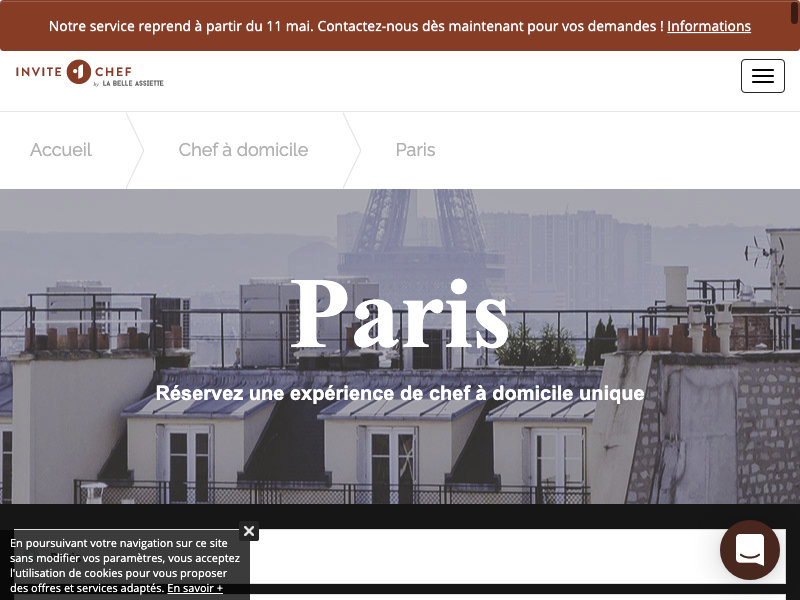 Notre service reprend à partir du 11 mai. Contactez-nous dès maintenant pour vos demandes ! Informations
INVITE CHEF
by LA BELLE ASSIETTE
Accueil
Chef à domicile
Paris
Paris
Réservez une expérience de chef à domicile unique
En poursuivant votre navigation sur ce site
sans modifier vos paramètres, vous acceptez
l'utilisation de cookies pour vous proposer
des offres et services adaptés. En savoir +